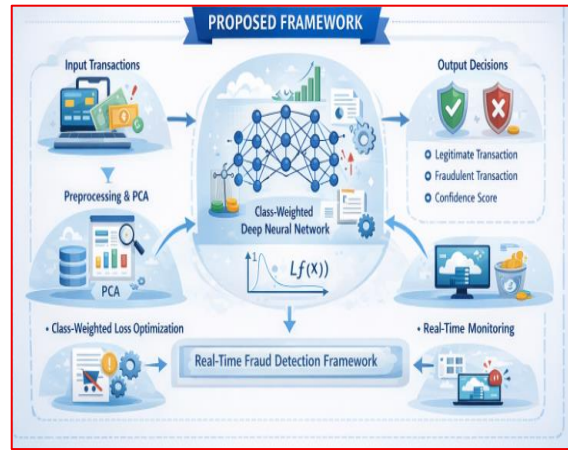 PROPOSED FRAMEWORK
Input Transactions
Output Decisions
Legitimate Transaction
Fraudulent Transaction
Confidence Score
Preprocessing & PCA
PCA
Class-Weighted
Deep Neural Network
1
Lf(x))
• Class-Weighted Loss Optimization
• Real-Time Monitoring
Real-Time Fraud Detection Framework